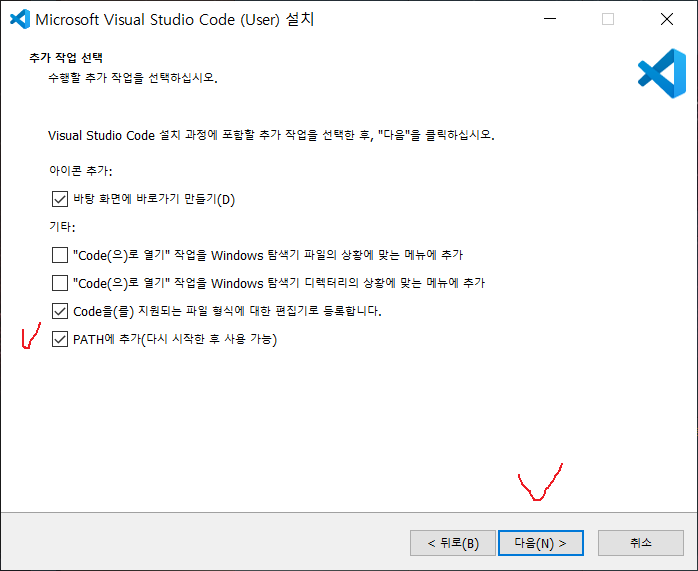 Microsoft Visual Studio Code (User) 설치
추가 작업 선택
수행할 추가 작업을 선택하십시오.
Visual Studio Code 설치 과정에 포함할 추가 작업을 선택한 후, "다음"을 클릭하십시오.
아이콘 추가:
바탕 화면에 바로가기 만들기(D)
기타:
"Code(으)로 열기" 작업을 Windows 탐색기 파일의 상황에 맞는 메뉴에 추가
"Code(으)로 열기" 작업을 Windows 탐색기 디렉터리의 상황에 맞는 메뉴에 추가
Code을(를) 지원되는 파일 형식에 대한 편집기로 등록합니다.
PATH에 추가(다시 시작한 후 사용 가능)
< 뒤로(B) 다음(N) > 취소